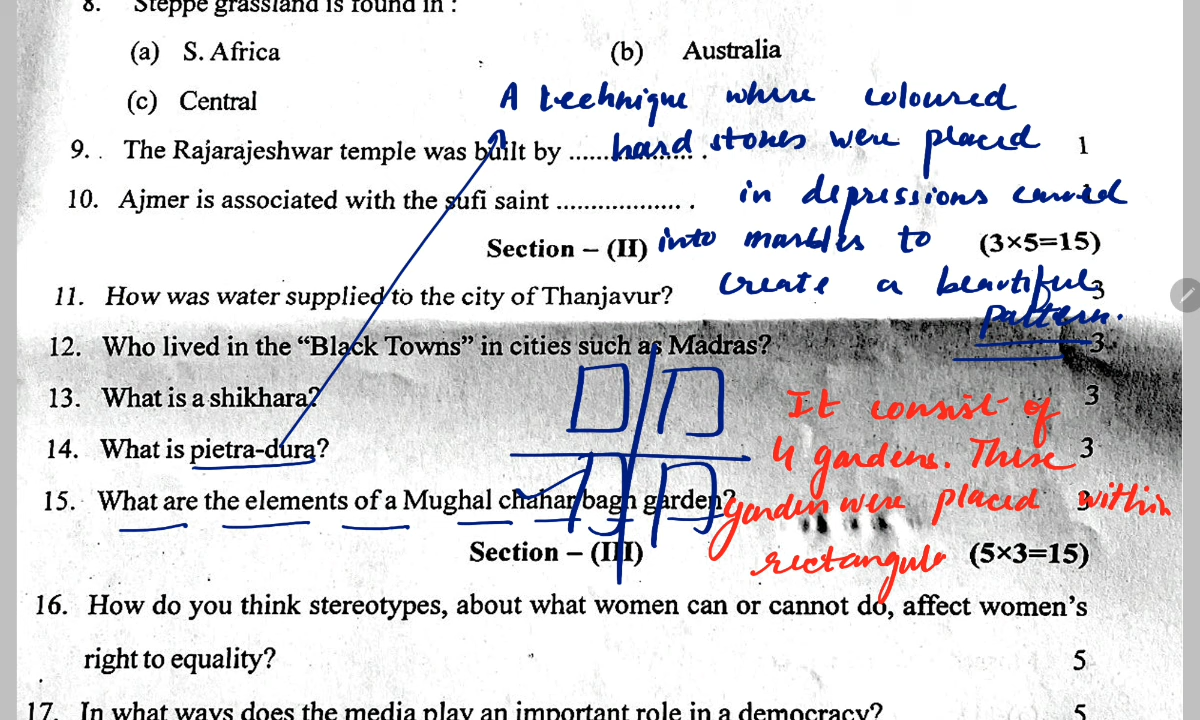 8. Steppe grassland is found in :
(a) S. Africa (b) Australia
(c) Central
A technique where coloured
9. . The Rajarajeshwar temple was built by ...... hard stones were placed 1
10. Ajmer is associated with the sufi saint .................. . in depressions carved
Section – (II) into marbles to (3×5=15)
11. How was water supplied to the city of Thanjavur? create a beautiful 3
pattern.
12. Who lived in the “Black Towns” in cities such as Madras? 3
13. What is a shikhara? It consist of 3
14. What is pietra-dura? 4 gardens. These 3
15. What are the elements of a Mughal chahar bagh garden? garden were placed within 3
Section – (III) rectangular (5×3=15)
16. How do you think stereotypes, about what women can or cannot do, affect women’s
right to equality? 5
17. In what ways does the media play an important role in a democracy? 5